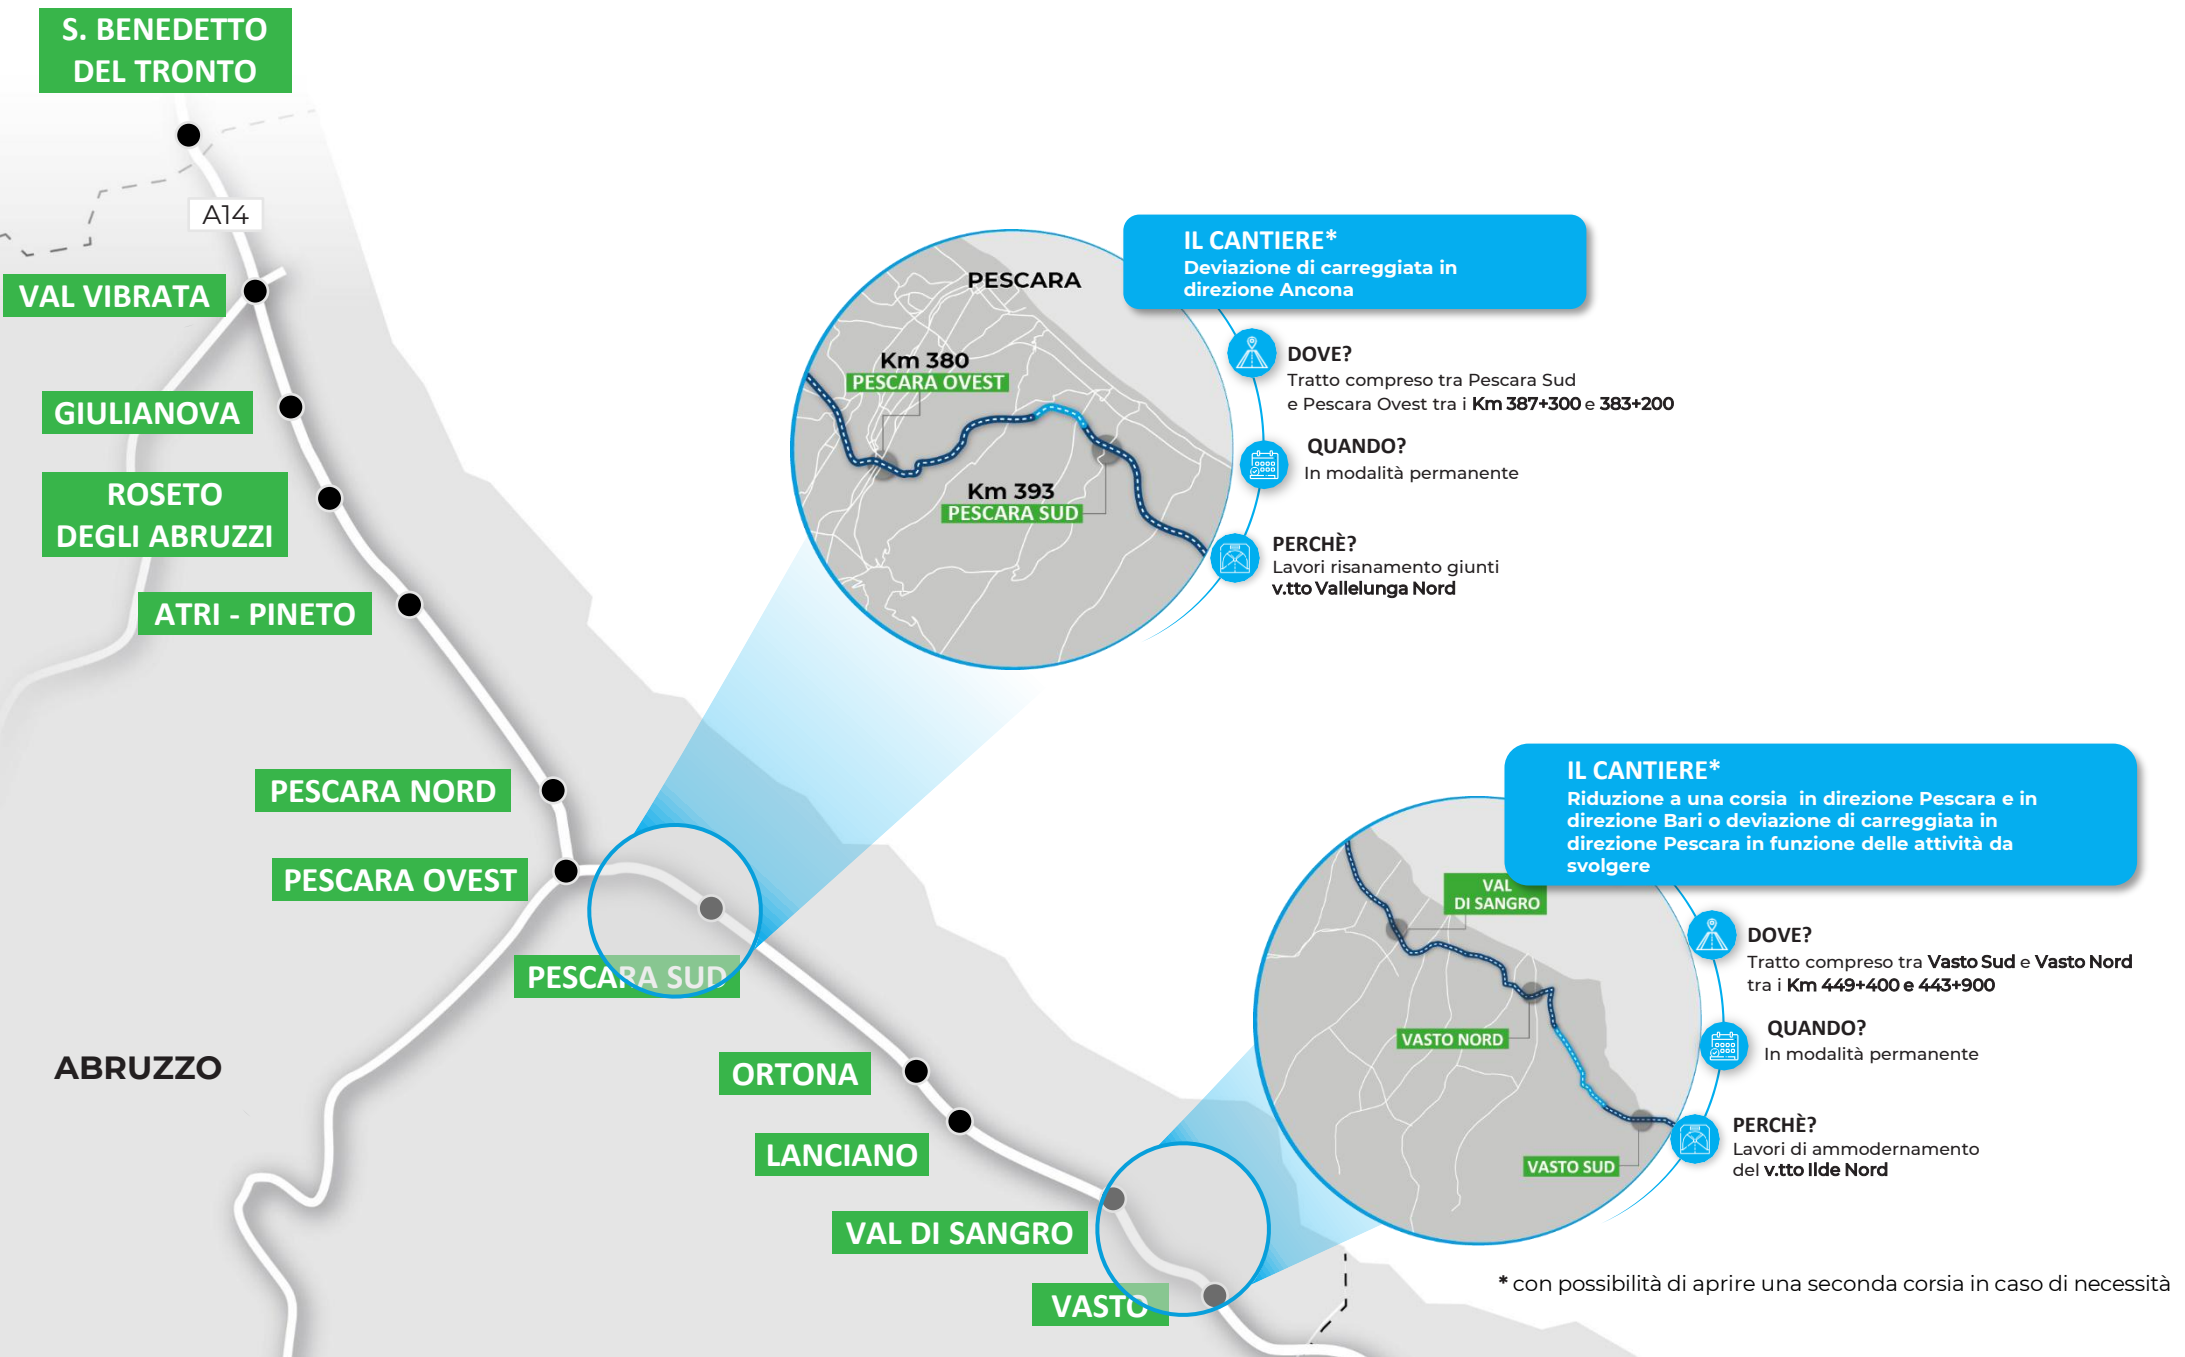 S. BENEDETTO
DEL TRONTO
A14
VAL VIBRATA
GIULIANOVA
ROSETO
DEGLI ABRUZZI
ATRI - PINETO
PESCARA NORD
PESCARA OVEST
PESCARA SUD
ABRUZZO
ORTONA
LANCIANO
VAL DI SANGRO
VASTO
PESCARA
Km 380
PESCARA OVEST
Km 393
PESCARA SUD
IL CANTIERE*
Deviazione di carreggiata in
direzione Ancona
DOVE?
Tratto compreso tra Pescara Sud
e Pescara Ovest tra i Km 387+300 e 383+200
QUANDO?
In modalità permanente
PERCHÈ?
Lavori risanamento giunti
v.tto Vallelunga Nord
IL CANTIERE*
Riduzione a una corsia in direzione Pescara e in
direzione Bari o deviazione di carreggiata in
direzione Pescara in funzione delle attività da
svolgere
VAL
DI SANGRO
VASTO NORD
VASTO SUD
DOVE?
Tratto compreso tra Vasto Sud e Vasto Nord
tra i Km 449+400 e 443+900
QUANDO?
In modalità permanente
PERCHÈ?
Lavori di ammodernamento
del v.tto Ilde Nord
* con possibilità di aprire una seconda corsia in caso di necessità